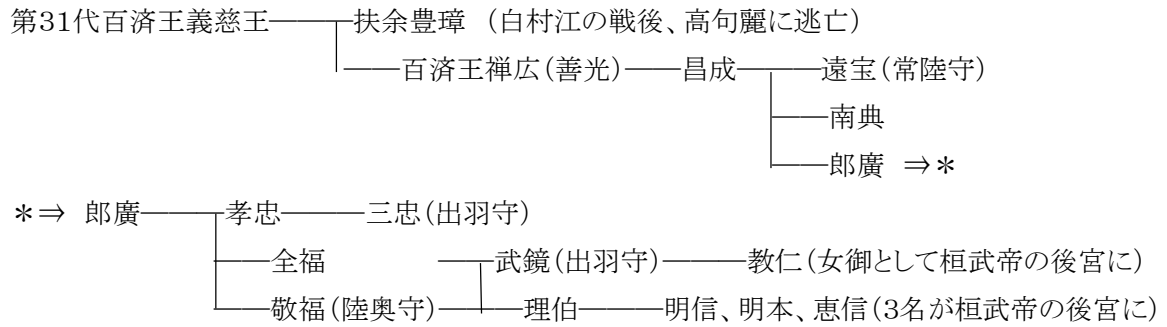 第31代百済王義慈王―――扶余豊璋 (白村江の戦後、高句麗に逃亡)
――百済王禅広(善光)――昌成―――遠宝(常陸守)
――南典
――郎廣 ⇒*
*⇒ 郎廣―――孝忠―――三忠(出羽守)
――全福 ――武鏡(出羽守)―――教仁(女御として桓武帝の後宮に)
――敬福(陸奥守)―――理伯―――明信、明本、恵信(3名が桓武帝の後宮に)